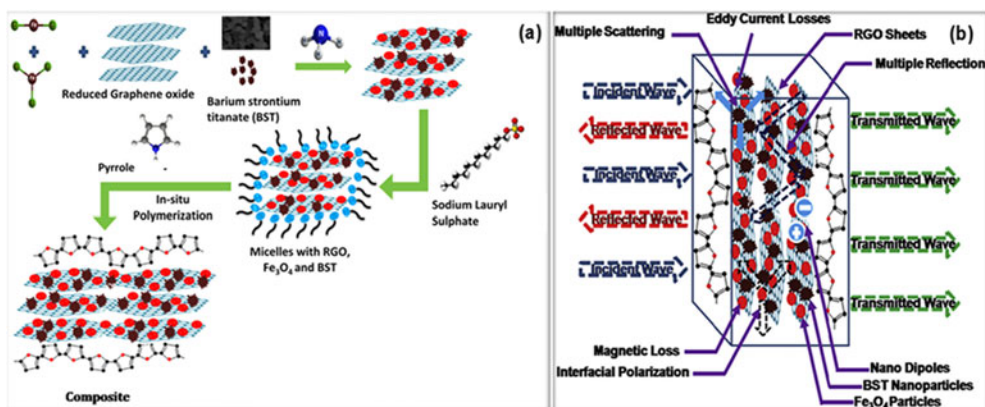 (a)
Reduced Graphene oxide
Barium strontium
titanate (BST)
N
Pyrrole
In-situ
Polymerization
Sodium Lauryl
Sulphate
Micelles with RGO,
Fe₃O₄ and BST
Composite
(b)
Eddy Current Losses
Multiple Scattering
RGO Sheets
Multiple Reflection
Incident Wave
Transmitted Wave
Reflected Wave
Incident Wave
Transmitted Wave
Reflected Wave
Transmitted Wave
Incident Wave
Transmitted Wave
Magnetic Loss
Interfacial Polarization
Nano Dipoles
BST Nanoparticles
Fe₃O₄ Particles